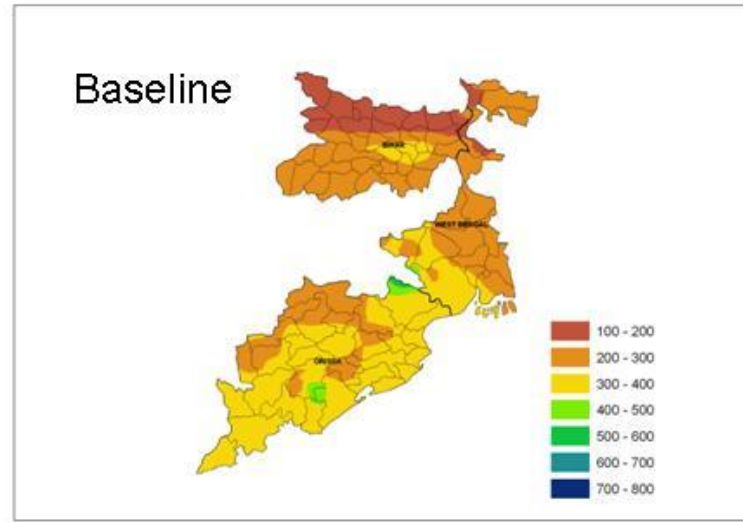 Baseline
BIHAR
WEST BENGAL
ORISSA
100 - 200
200 - 300
300 - 400
400 - 500
500 - 600
600 - 700
700 - 800